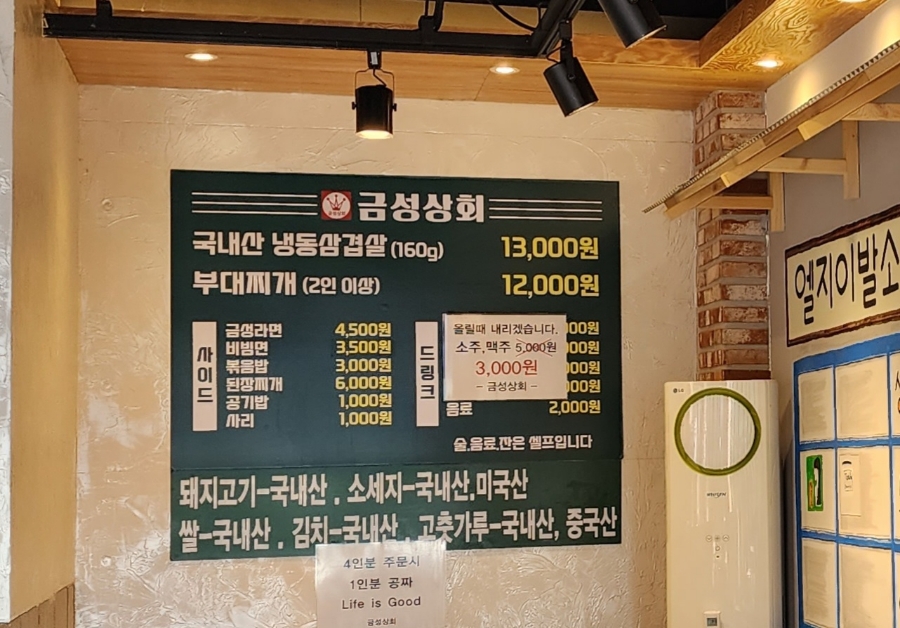 금성상회
국내산 냉동삼겹살 (160g) 13,000원
부대찌개 (2인 이상) 12,000원
사이드
금성라면 4,500원
비빔면 3,500원
볶음밥 3,000원
된장찌개 6,000원
공기밥 1,000원
사리 1,000원
드링크
올릴때 내리겠습니다.
소주,맥주 5,000원
3,000원
- 금성상회 -
음료 2,000원
술,음료,잔은 셀프입니다
돼지고기-국내산 , 소세지-국내산,미국산
쌀-국내산 , 김치-국내산 , 고춧가루-국내산, 중국산
4인분 주문시
1인분 공짜
Life is Good
금성상회
엘지이발소
LG